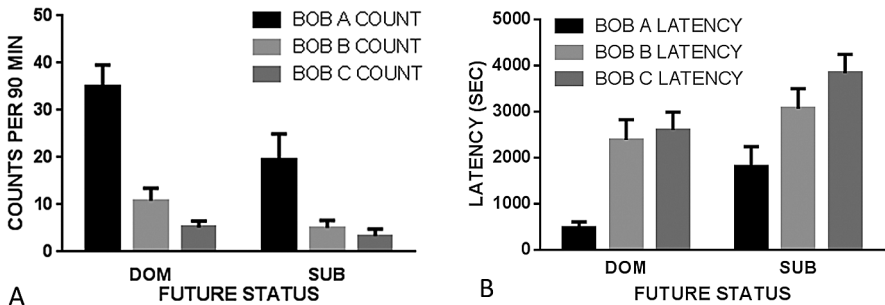 50
40
30
20
10
0
COUNTS PER 90 MIN
BOB A COUNT
BOB B COUNT
BOB C COUNT
DOM SUB
FUTURE STATUS
A
5000
4000
3000
2000
1000
0
LATENCY (SEC)
BOB A LATENCY
BOB B LATENCY
BOB C LATENCY
DOM SUB
FUTURE STATUS
B